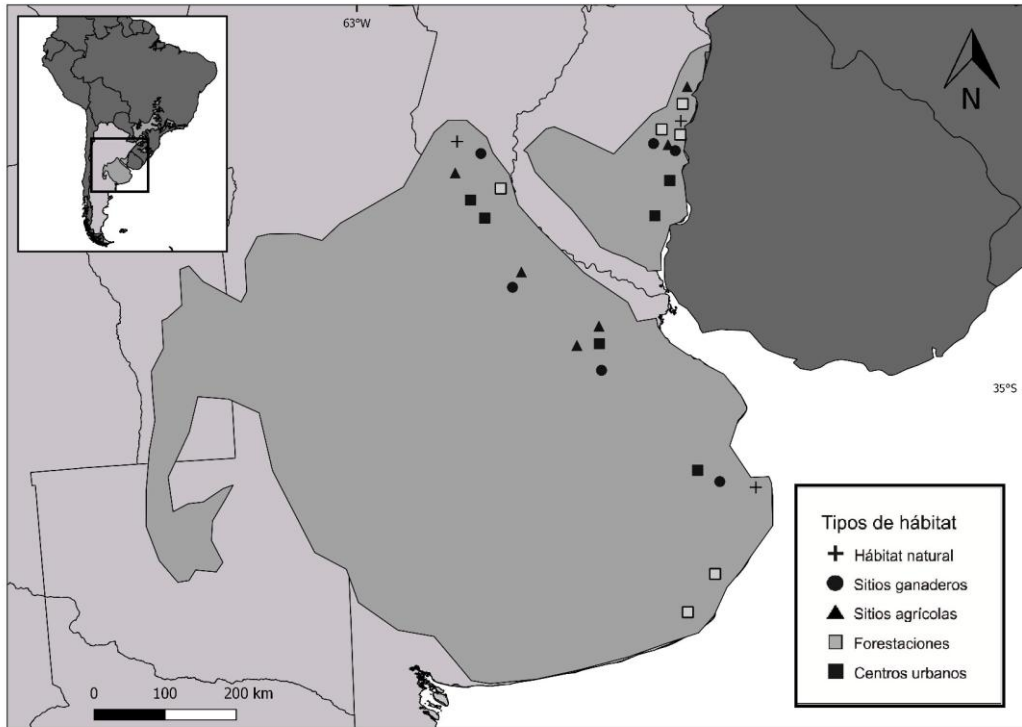 63°W
N
35°S
Tipos de hábitat
Hábitat natural
Sitios ganaderos
Sitios agrícolas
Forestaciones
Centros urbanos
0 100 200 km